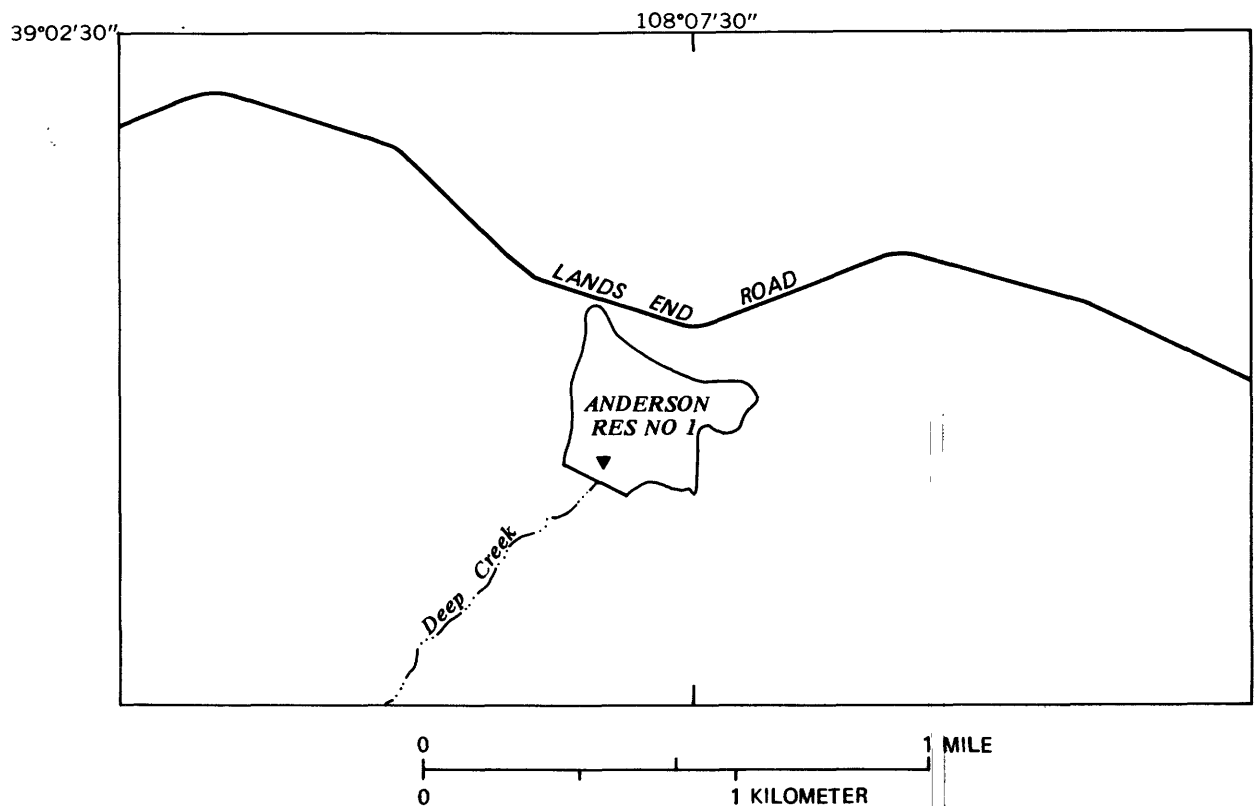 39°02'30"
108°07'30"
LANDS END ROAD
ANDERSON
RES NO 1
Deep Creek
0 1 MILE
0 1 KILOMETER